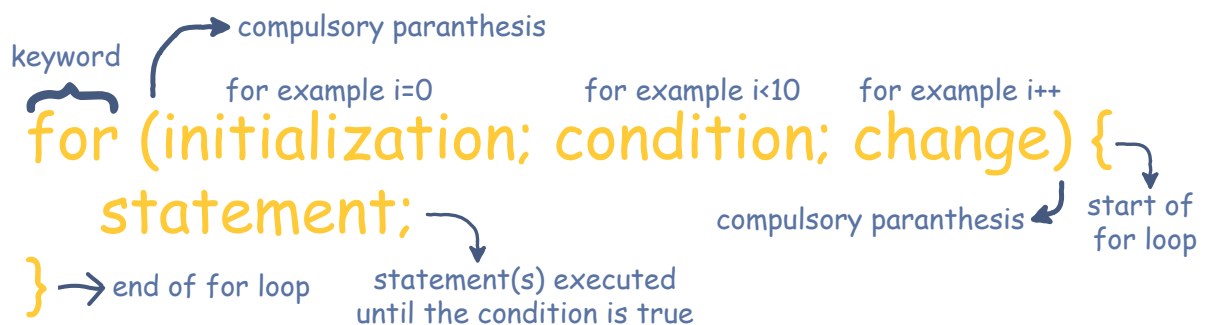 compulsory paranthesis
keyword
for example i=0 for example i<10 for example i++
for (initialization; condition; change) {
statement;
compulsory paranthesis
start of
for loop
} end of for loop
statement(s) executed
until the condition is true